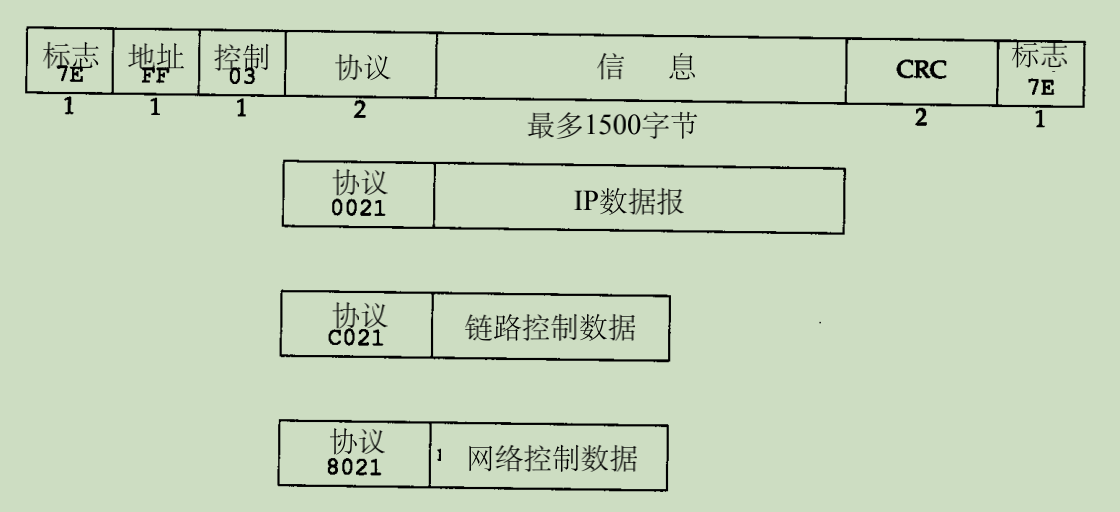 标志 地址 控制 协议 信 息 CRC 标志
7E FF 03 7E
1 1 1 2 最多1500字节 2 1
协议 IP数据报
0021
协议 链路控制数据
C021
协议 1 网络控制数据
8021